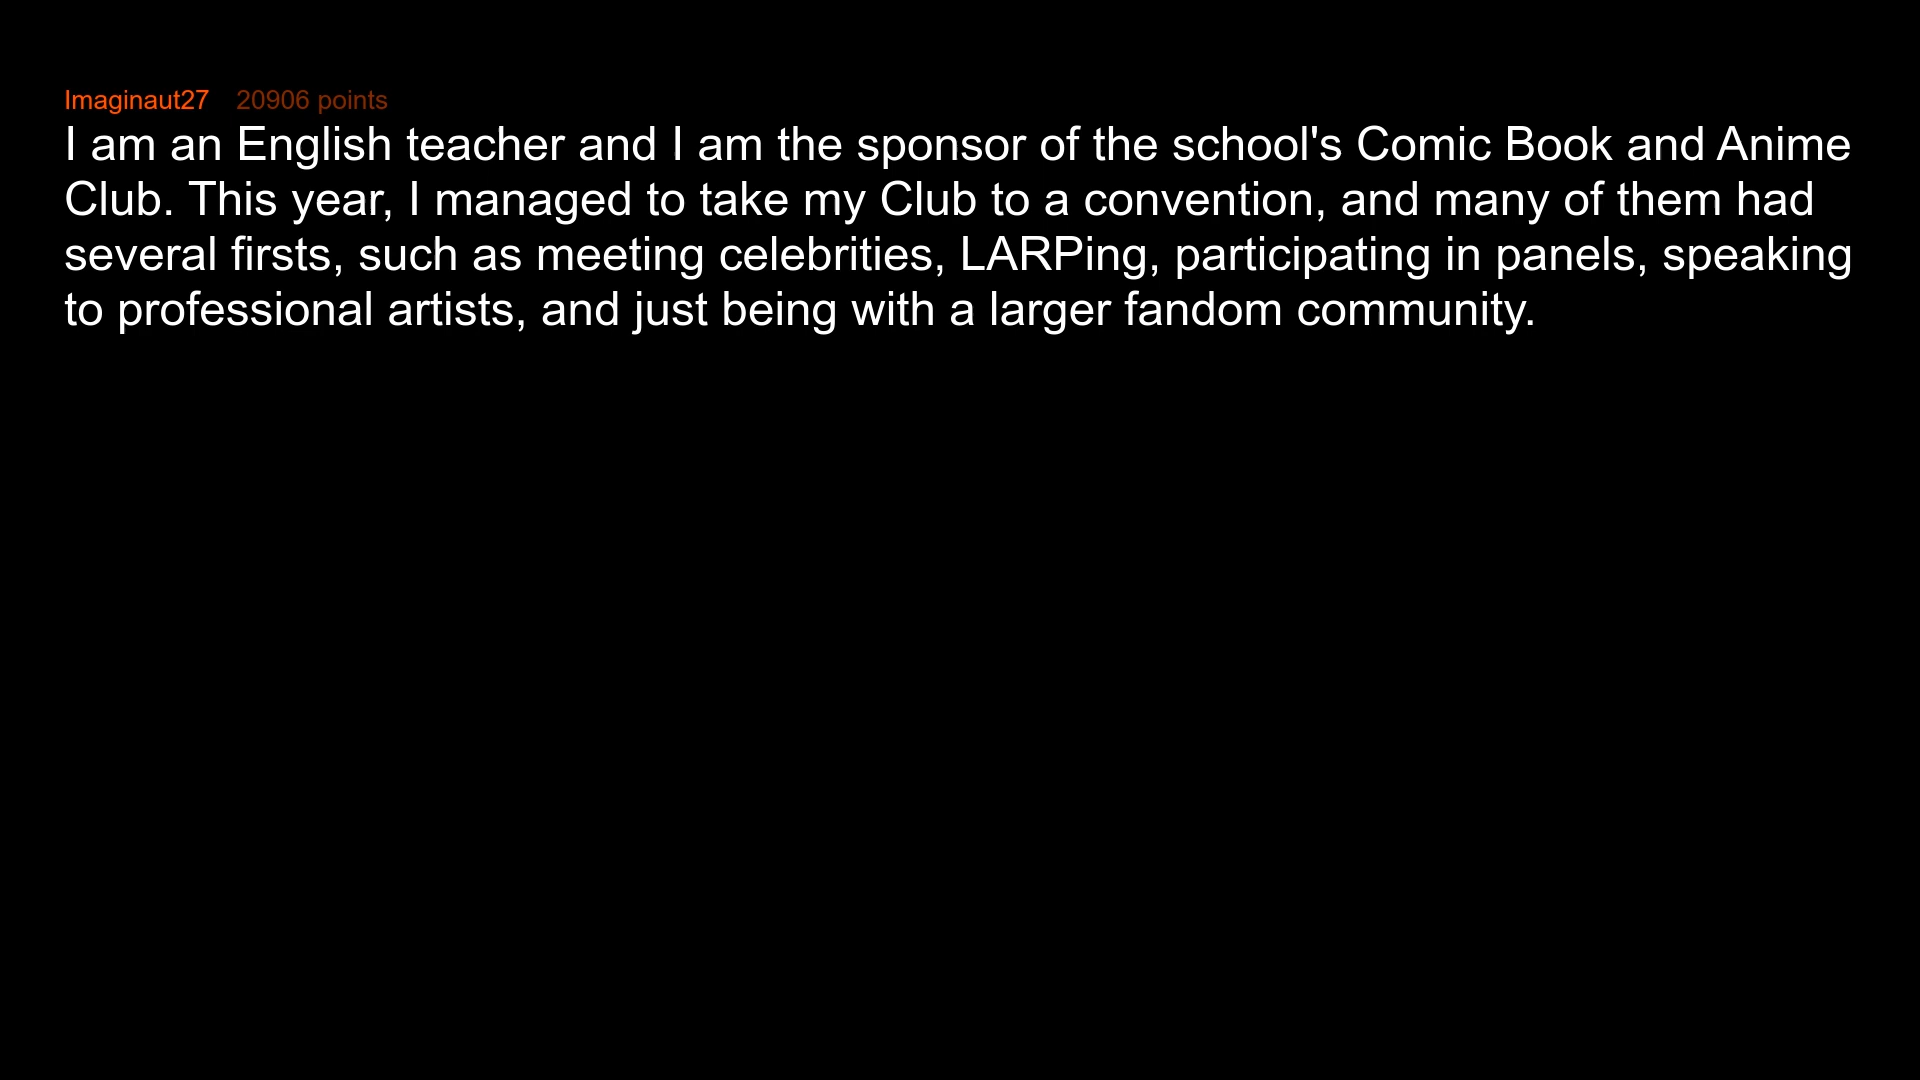 Imaginaut27 20906 points
I am an English teacher and I am the sponsor of the school's Comic Book and Anime
Club. This year, I managed to take my Club to a convention, and many of them had
several firsts, such as meeting celebrities, LARPing, participating in panels, speaking
to professional artists, and just being with a larger fandom community.